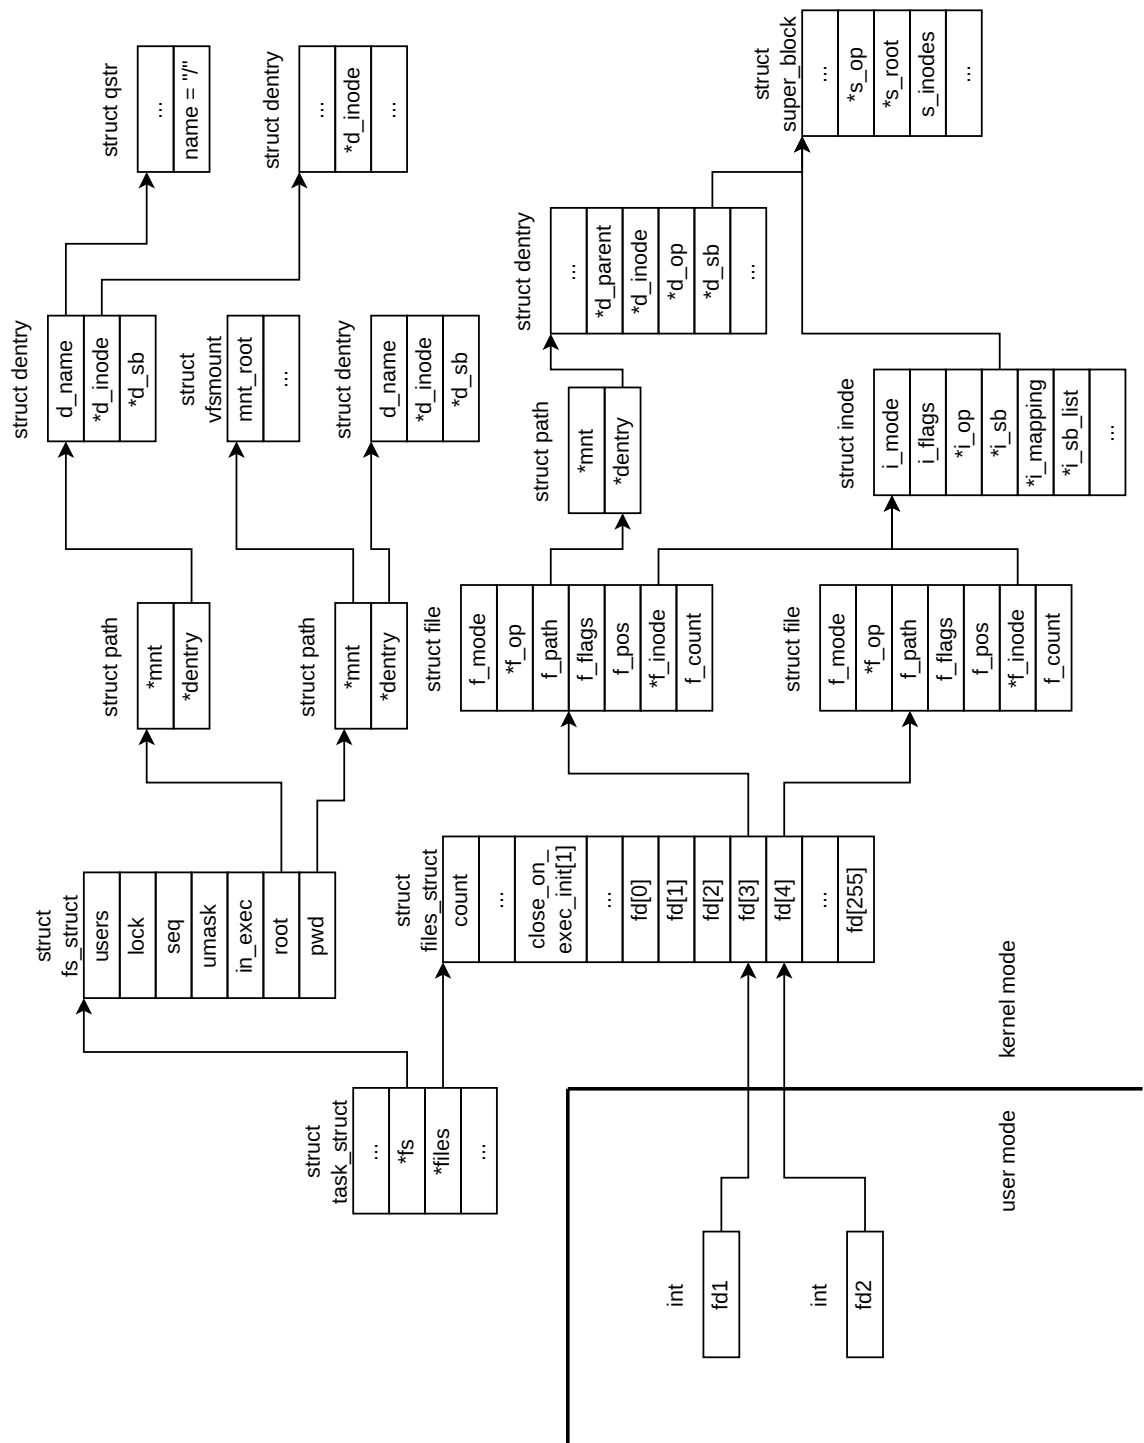 struct
task_struct
...
*fs
*files
...
struct
fs_struct
users
lock
seq
umask
in_exec
root
pwd
struct path
*mnt
*dentry
struct dentry
d_name
*d_inode
*d_sb
struct qstr
...
name = "/"
struct dentry
...
*d_inode
...
struct path
*mnt
*dentry
struct
vfsmount
mnt_root
...
struct dentry
d_name
*d_inode
*d_sb
struct
files_struct
count
...
close_on_
exec_init[1]
...
fd[0]
fd[1]
fd[2]
fd[3]
fd[4]
...
fd[255]
struct file
f_mode
*f_op
f_path
f_flags
f_pos
*f_inode
f_count
struct path
*mnt
*dentry
struct dentry
...
*d_parent
*d_inode
*d_op
*d_sb
...
struct
super_block
...
*s_op
*s_root
s_inodes
...
struct file
f_mode
*f_op
f_path
f_flags
f_pos
*f_inode
f_count
struct inode
i_mode
i_flags
*i_op
*i_sb
*i_mapping
*i_sb_list
...
int
fd1
int
fd2
user mode
kernel mode